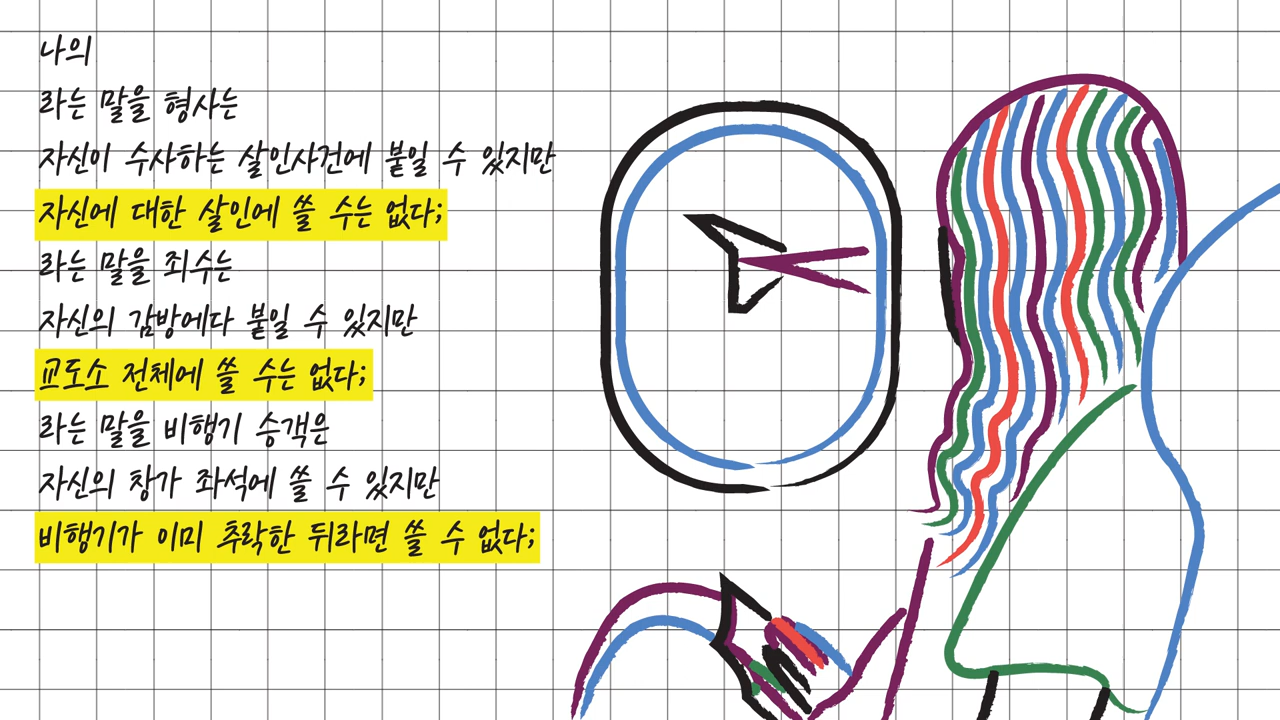 나의
라는 말을 형사는
자신이 수사하는 살인사건에 붙일 수 있지만
자신에 대한 살인에 쓸 수는 없다;
라는 말을 죄수는
자신의 감방에다 붙일 수 있지만
교도소 전체에 쓸 수는 없다;
라는 말을 비행기 승객은
자신의 창가 좌석에 쓸 수 있지만
비행기가 이미 추락한 뒤라면 쓸 수 없다;